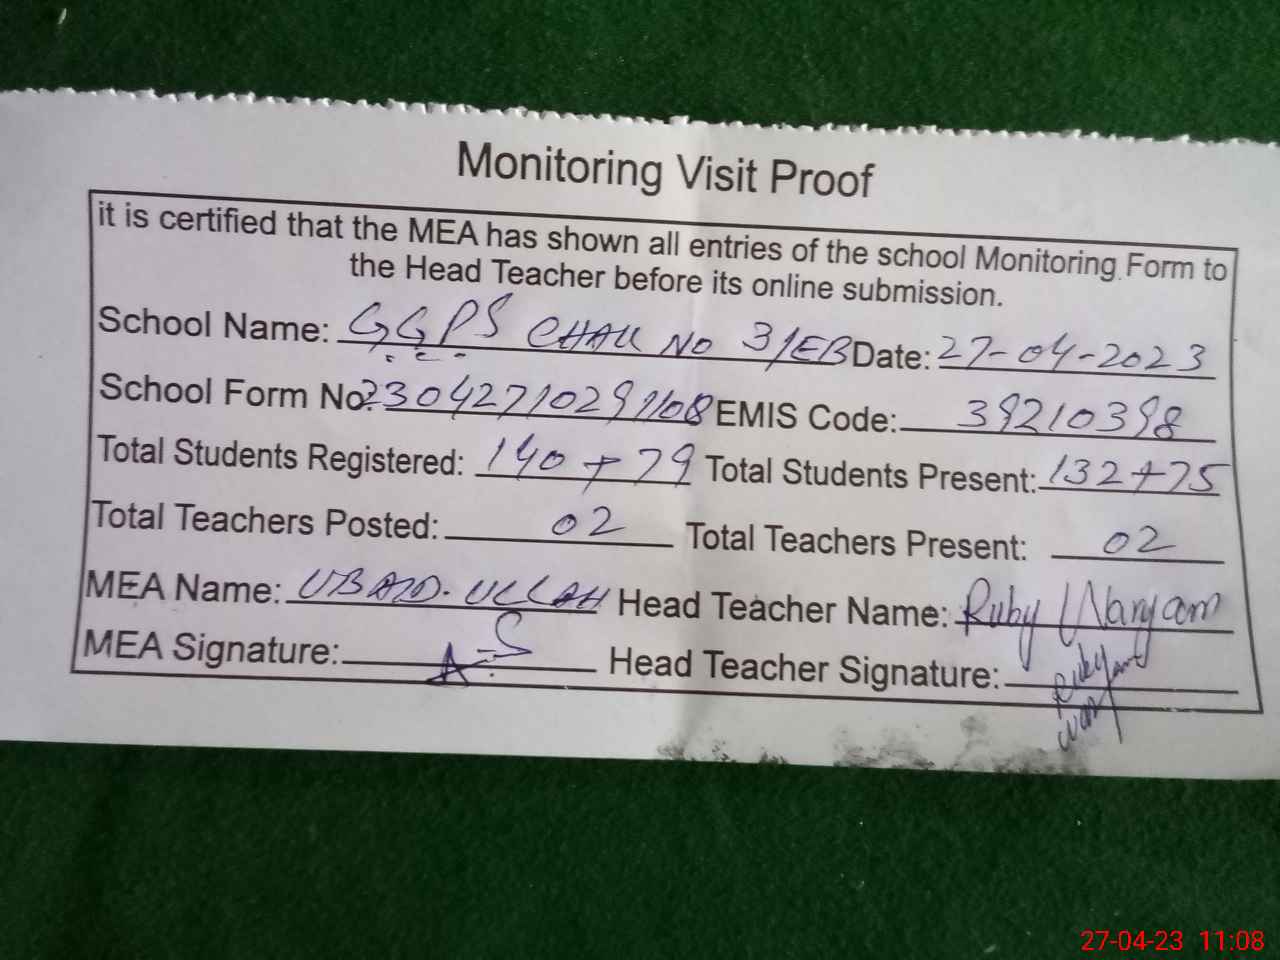 Monitoring Visit Proof
it is certified that the MEA has shown all entries of the school Monitoring Form to
the Head Teacher before its online submission.
School Name: GGPS CHAK NO 3/EB Date: 27-04-2023
School Form No: 23042710291108 EMIS Code: 39210398
Total Students Registered: 140 + 79 Total Students Present: 132+75
Total Teachers Posted: 02 Total Teachers Present: 02
MEA Name: UBAID-ULLAH Head Teacher Name: Ruby Waryam
MEA Signature: Head Teacher Signature: Ruby
27-04-23 11:08